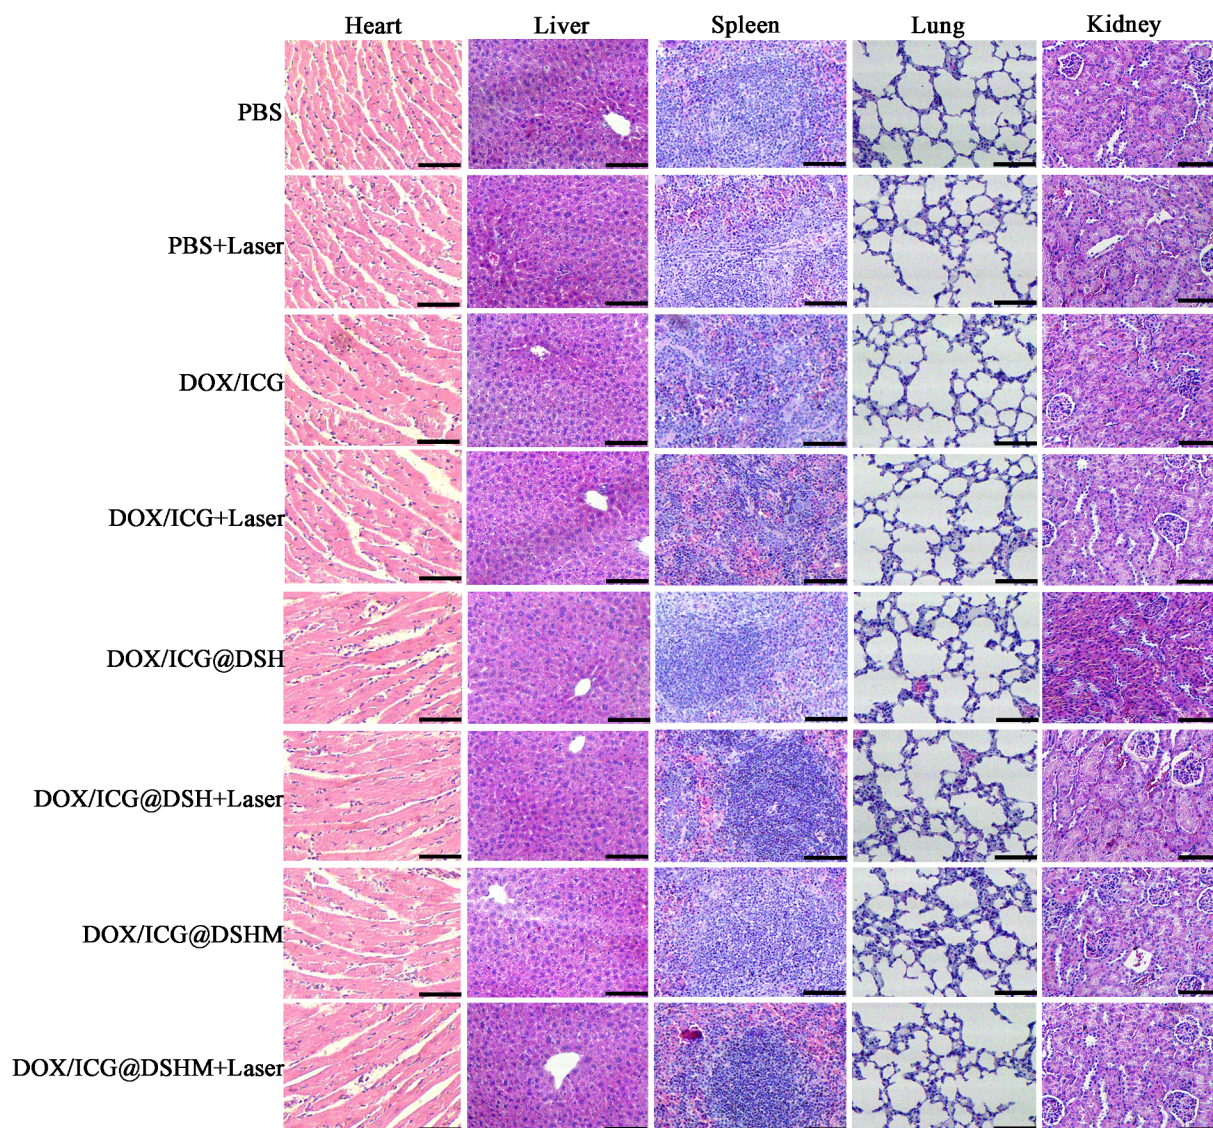 Heart Liver Spleen Lung Kidney
PBS
PBS+Laser
DOX/ICG
DOX/ICG+Laser
DOX/ICG@DSH
DOX/ICG@DSH+Laser
DOX/ICG@DSHM
DOX/ICG@DSHM+Laser